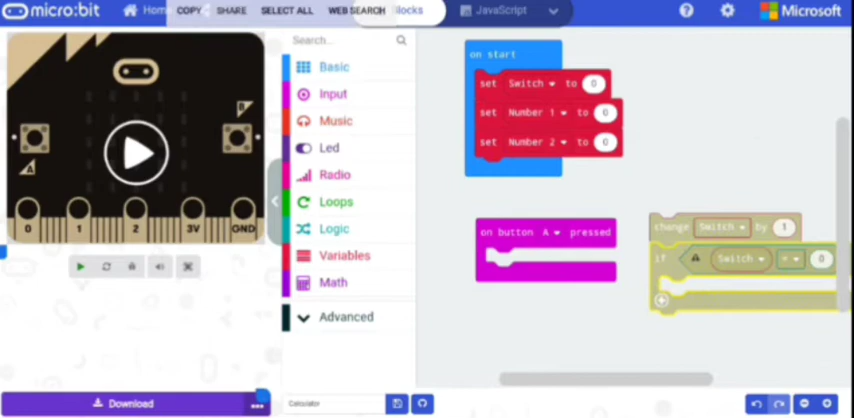 micro:bit Home COPY SHARE SELECT ALL WEB SEARCH Blocks JavaScript Microsoft
Search...
Basic
Input
Music
Led
Radio
Loops
Logic
Variables
Math
Advanced
B
A
0 1 2 3V GND
on start
set Switch to 0
set Number 1 to 0
set Number 2 to 0
on button A pressed
change Switch by 1
if Switch = 0
Download
Calculator